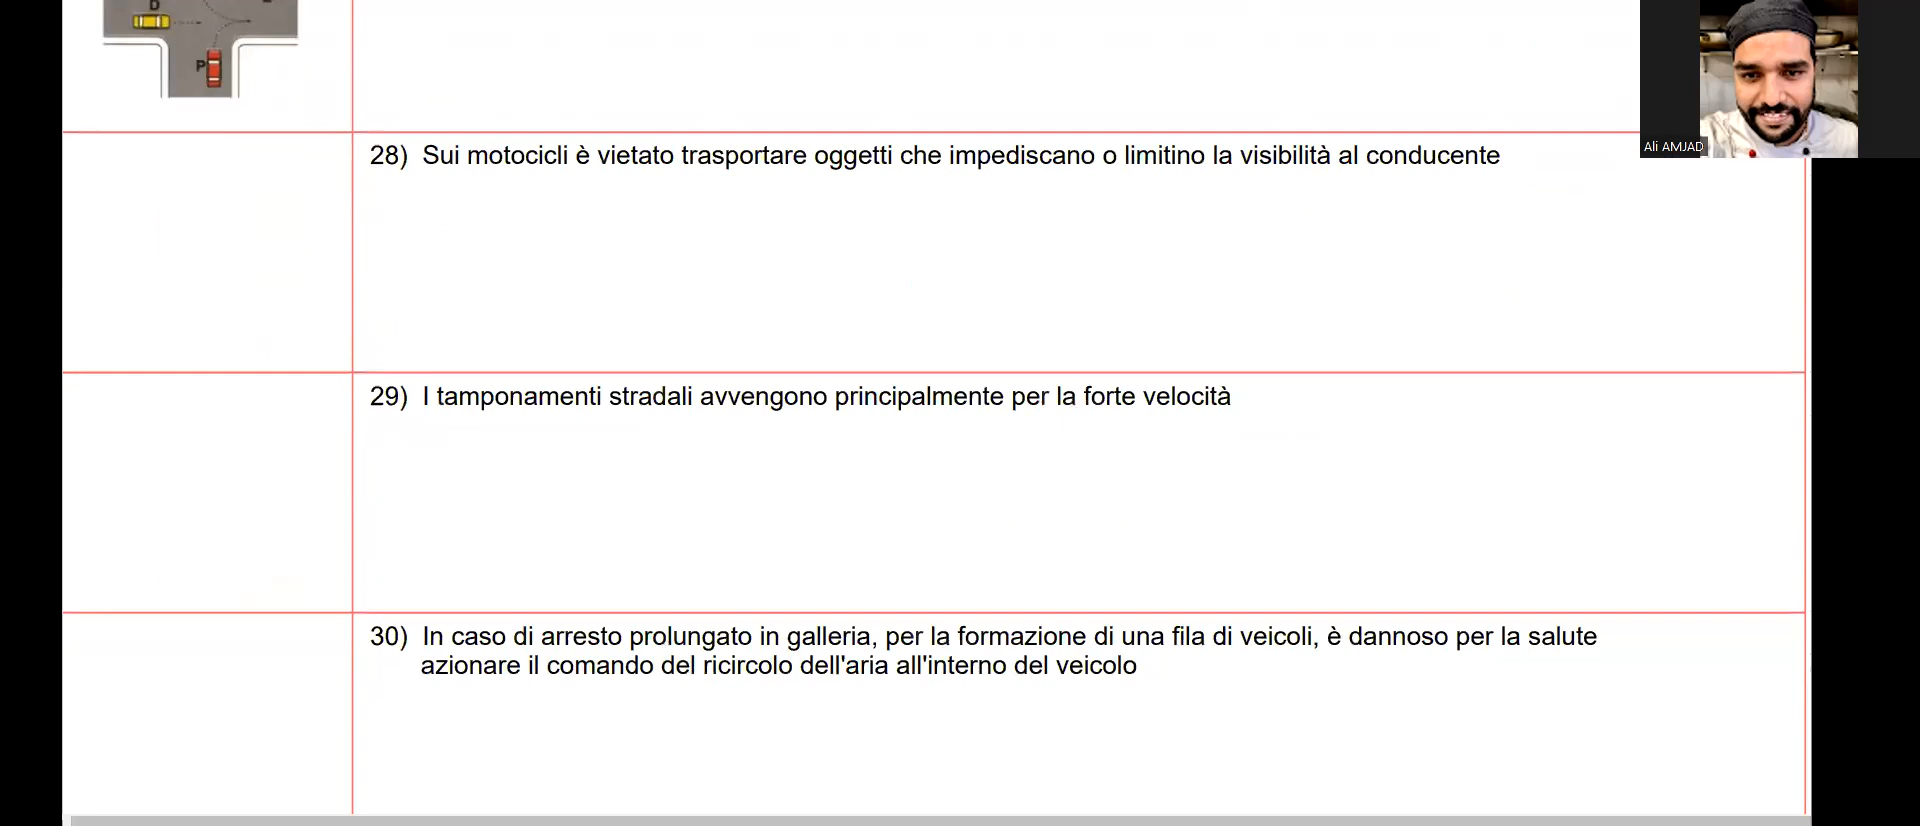 D
P
28) Sui motocicli è vietato trasportare oggetti che impediscano o limitino la visibilità al conducente
Ali AMJAD
29) I tamponamenti stradali avvengono principalmente per la forte velocità
30) In caso di arresto prolungato in galleria, per la formazione di una fila di veicoli, è dannoso per la salute
azionare il comando del ricircolo dell'aria all'interno del veicolo